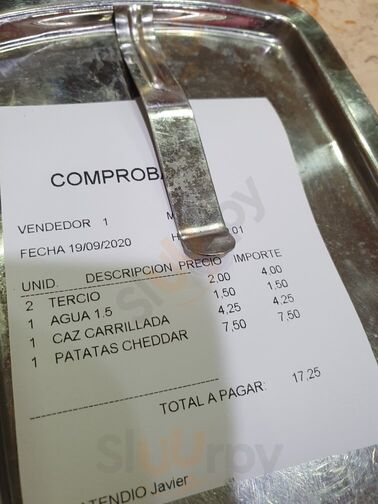 COMPROBA
VENDEDOR 1 M
FECHA 19/09/2020 H 01
UNID. DESCRIPCION PRECIO IMPORTE
2 TERCIO 2,00 4,00
1 AGUA 1.5 1,50 1,50
1 CAZ CARRILLADA 4,25 4,25
1 PATATAS CHEDDAR 7,50 7,50
TOTAL A PAGAR: 17,25
ATENDIO Javier
Slurpy